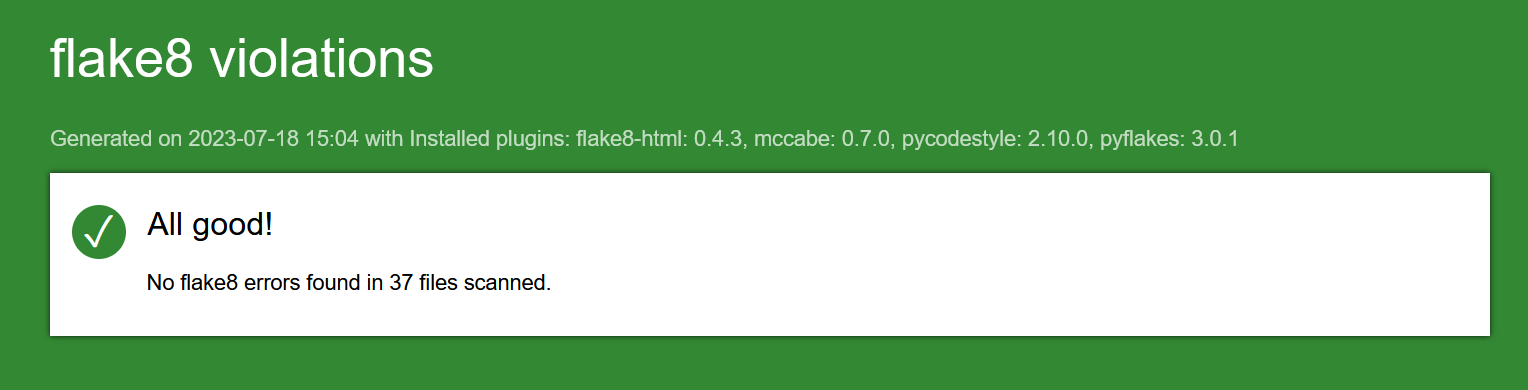 flake8 violations
Generated on 2023-07-18 15:04 with Installed plugins: flake8-html: 0.4.3, mccabe: 0.7.0, pycodestyle: 2.10.0, pyflakes: 3.0.1
All good!
No flake8 errors found in 37 files scanned.